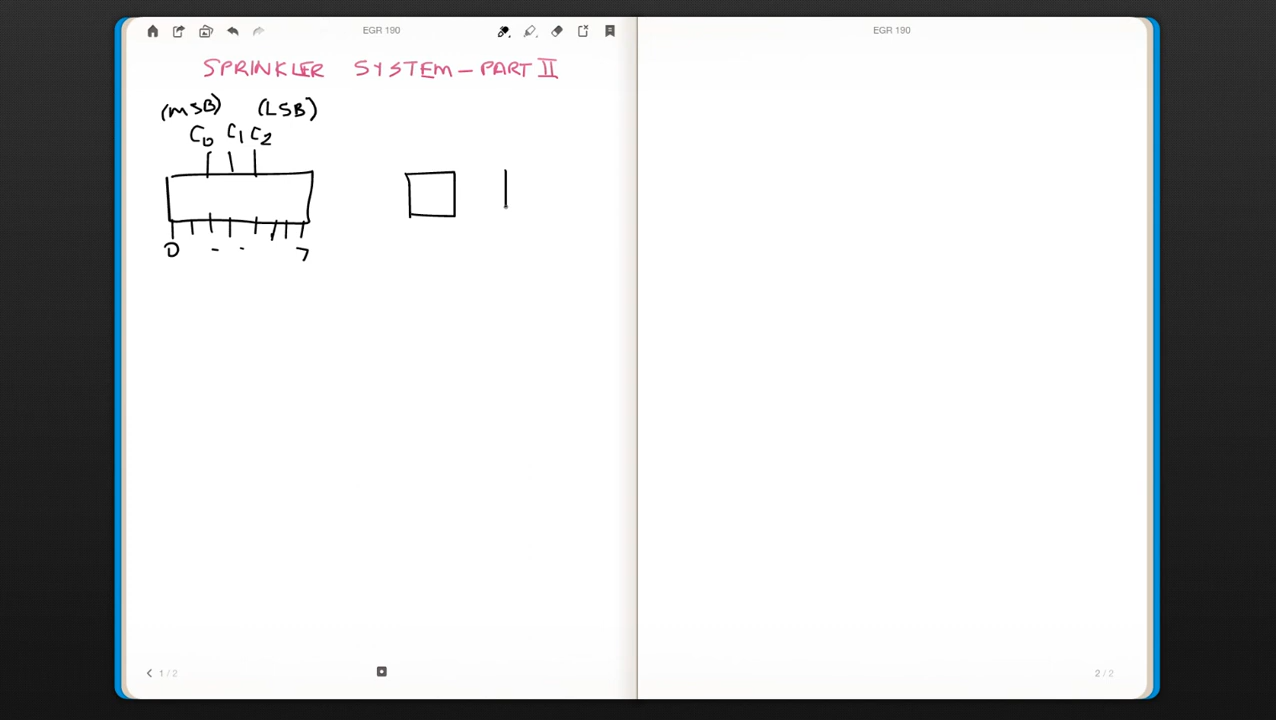 EGR 190
EGR 190
SPRINKLER SYSTEM - PART II
(MSB) (LSB)
C0 C1 C2
0 - - 7
1 / 2
2 / 2